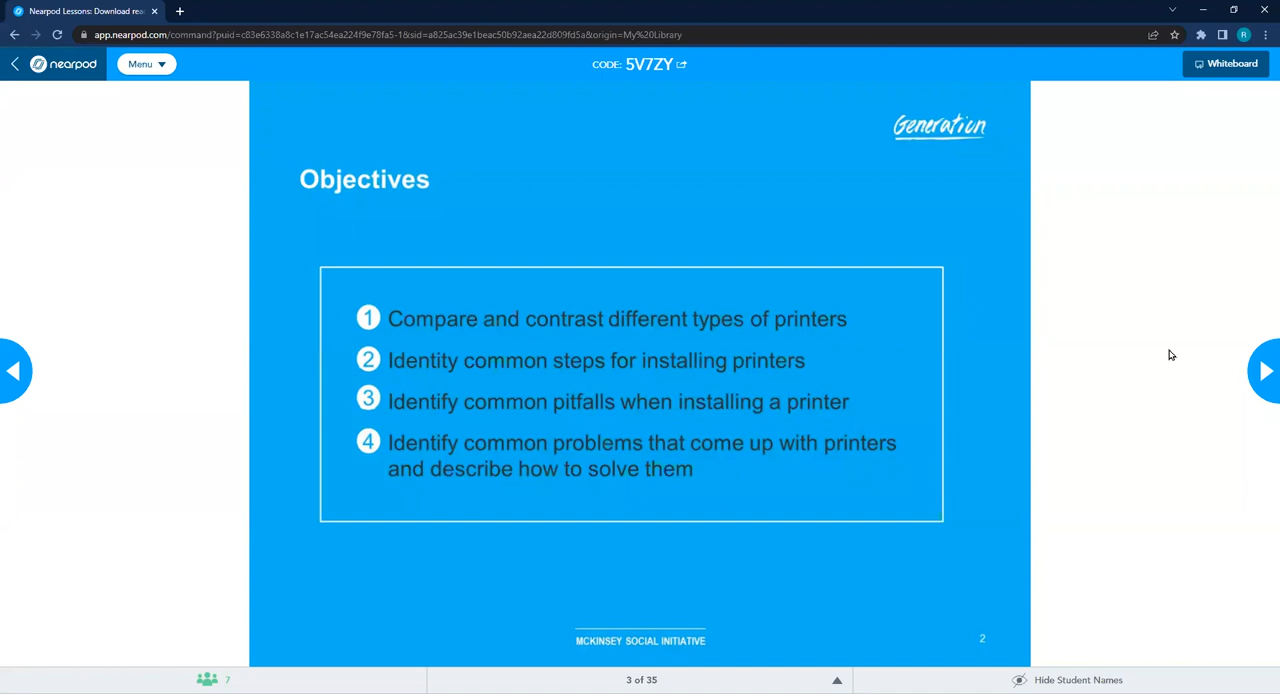 Nearpod Lessons: Download rea
app.nearpod.com/command?puid=c83e6338a8c1e17ac54ea224f9e78fa5-1&sid=a825ac39e1beac50b92aea22d809fd5a&origin=My%20Library
R
nearpod
Menu
CODE: 5V7ZY
Whiteboard
Generation
Objectives
1 Compare and contrast different types of printers
2 Identity common steps for installing printers
3 Identify common pitfalls when installing a printer
4 Identify common problems that come up with printers
and describe how to solve them
MCKINSEY SOCIAL INITIATIVE
2
7
3 of 35
Hide Student Names